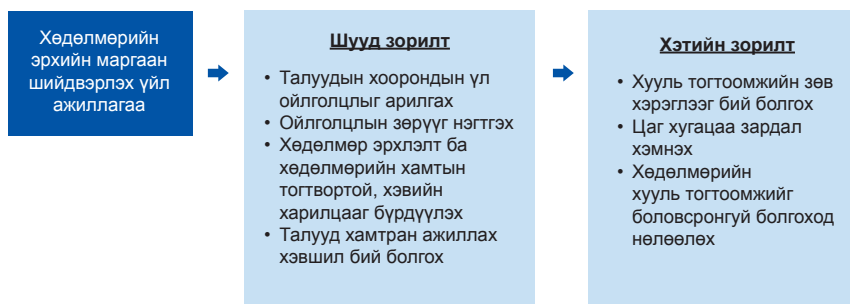 Хөдөлмөрийн
эрхийн маргаан
шийдвэрлэх үйл
ажиллагаа
Шууд зорилт
• Талуудын хоорондын үл
ойлголцлыг арилгах
• Ойлголцлын зөрүүг нэгтгэх
• Хөдөлмөр эрхлэлт ба
хөдөлмөрийн хамтын
тогтвортой, хэвийн
харилцааг бүрдүүлэх
• Талууд хамтран ажиллах
хэвшил бий болгох
Хэтийн зорилт
• Хууль тогтоомжийн зөв
хэрэглээг бий болгох
• Цаг хугацаа зардал
хэмнэх
• Хөдөлмөрийн
хууль тогтоомжийг
боловсронгуй болгоход
нөлөөлөх